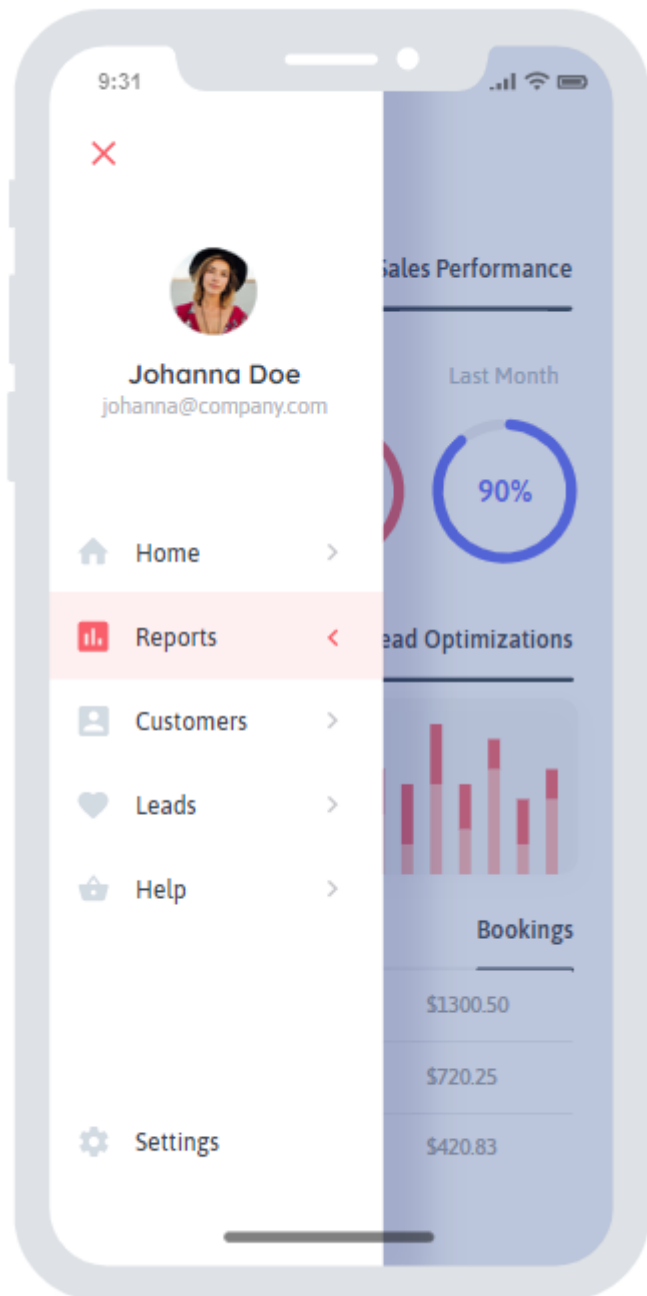 9:31
Johanna Doe
johanna@company.com
Home
Reports
Customers
Leads
Help
Settings
Sales Performance
Last Month
90%
Optimizations
Bookings
$1300.50
$720.25
$420.83